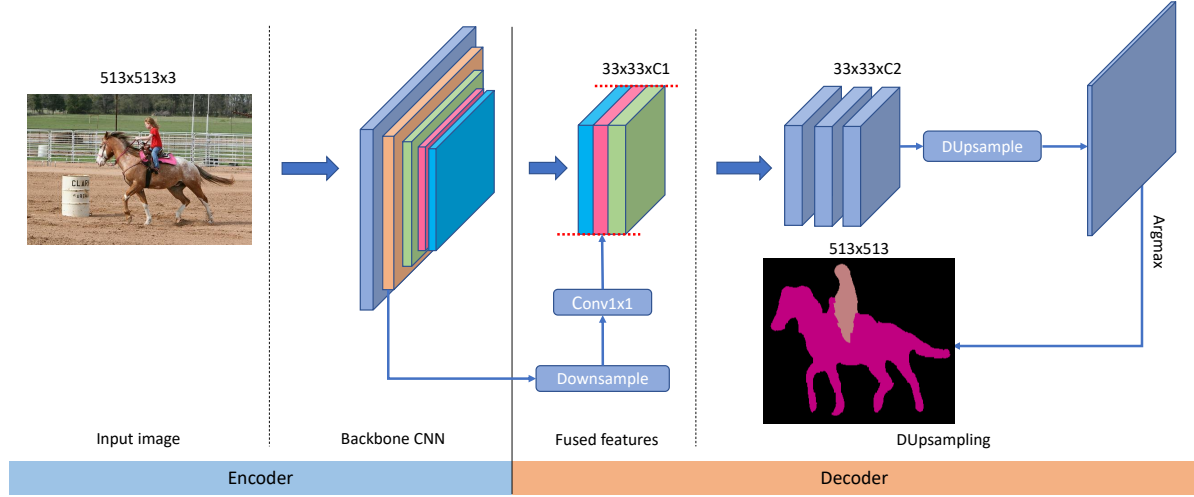 513x513x3
33x33xC1
33x33xC2
DUpsample
Argmax
513x513
Conv1x1
Downsample
Input image
Backbone CNN
Fused features
DUpsampling
Encoder
Decoder